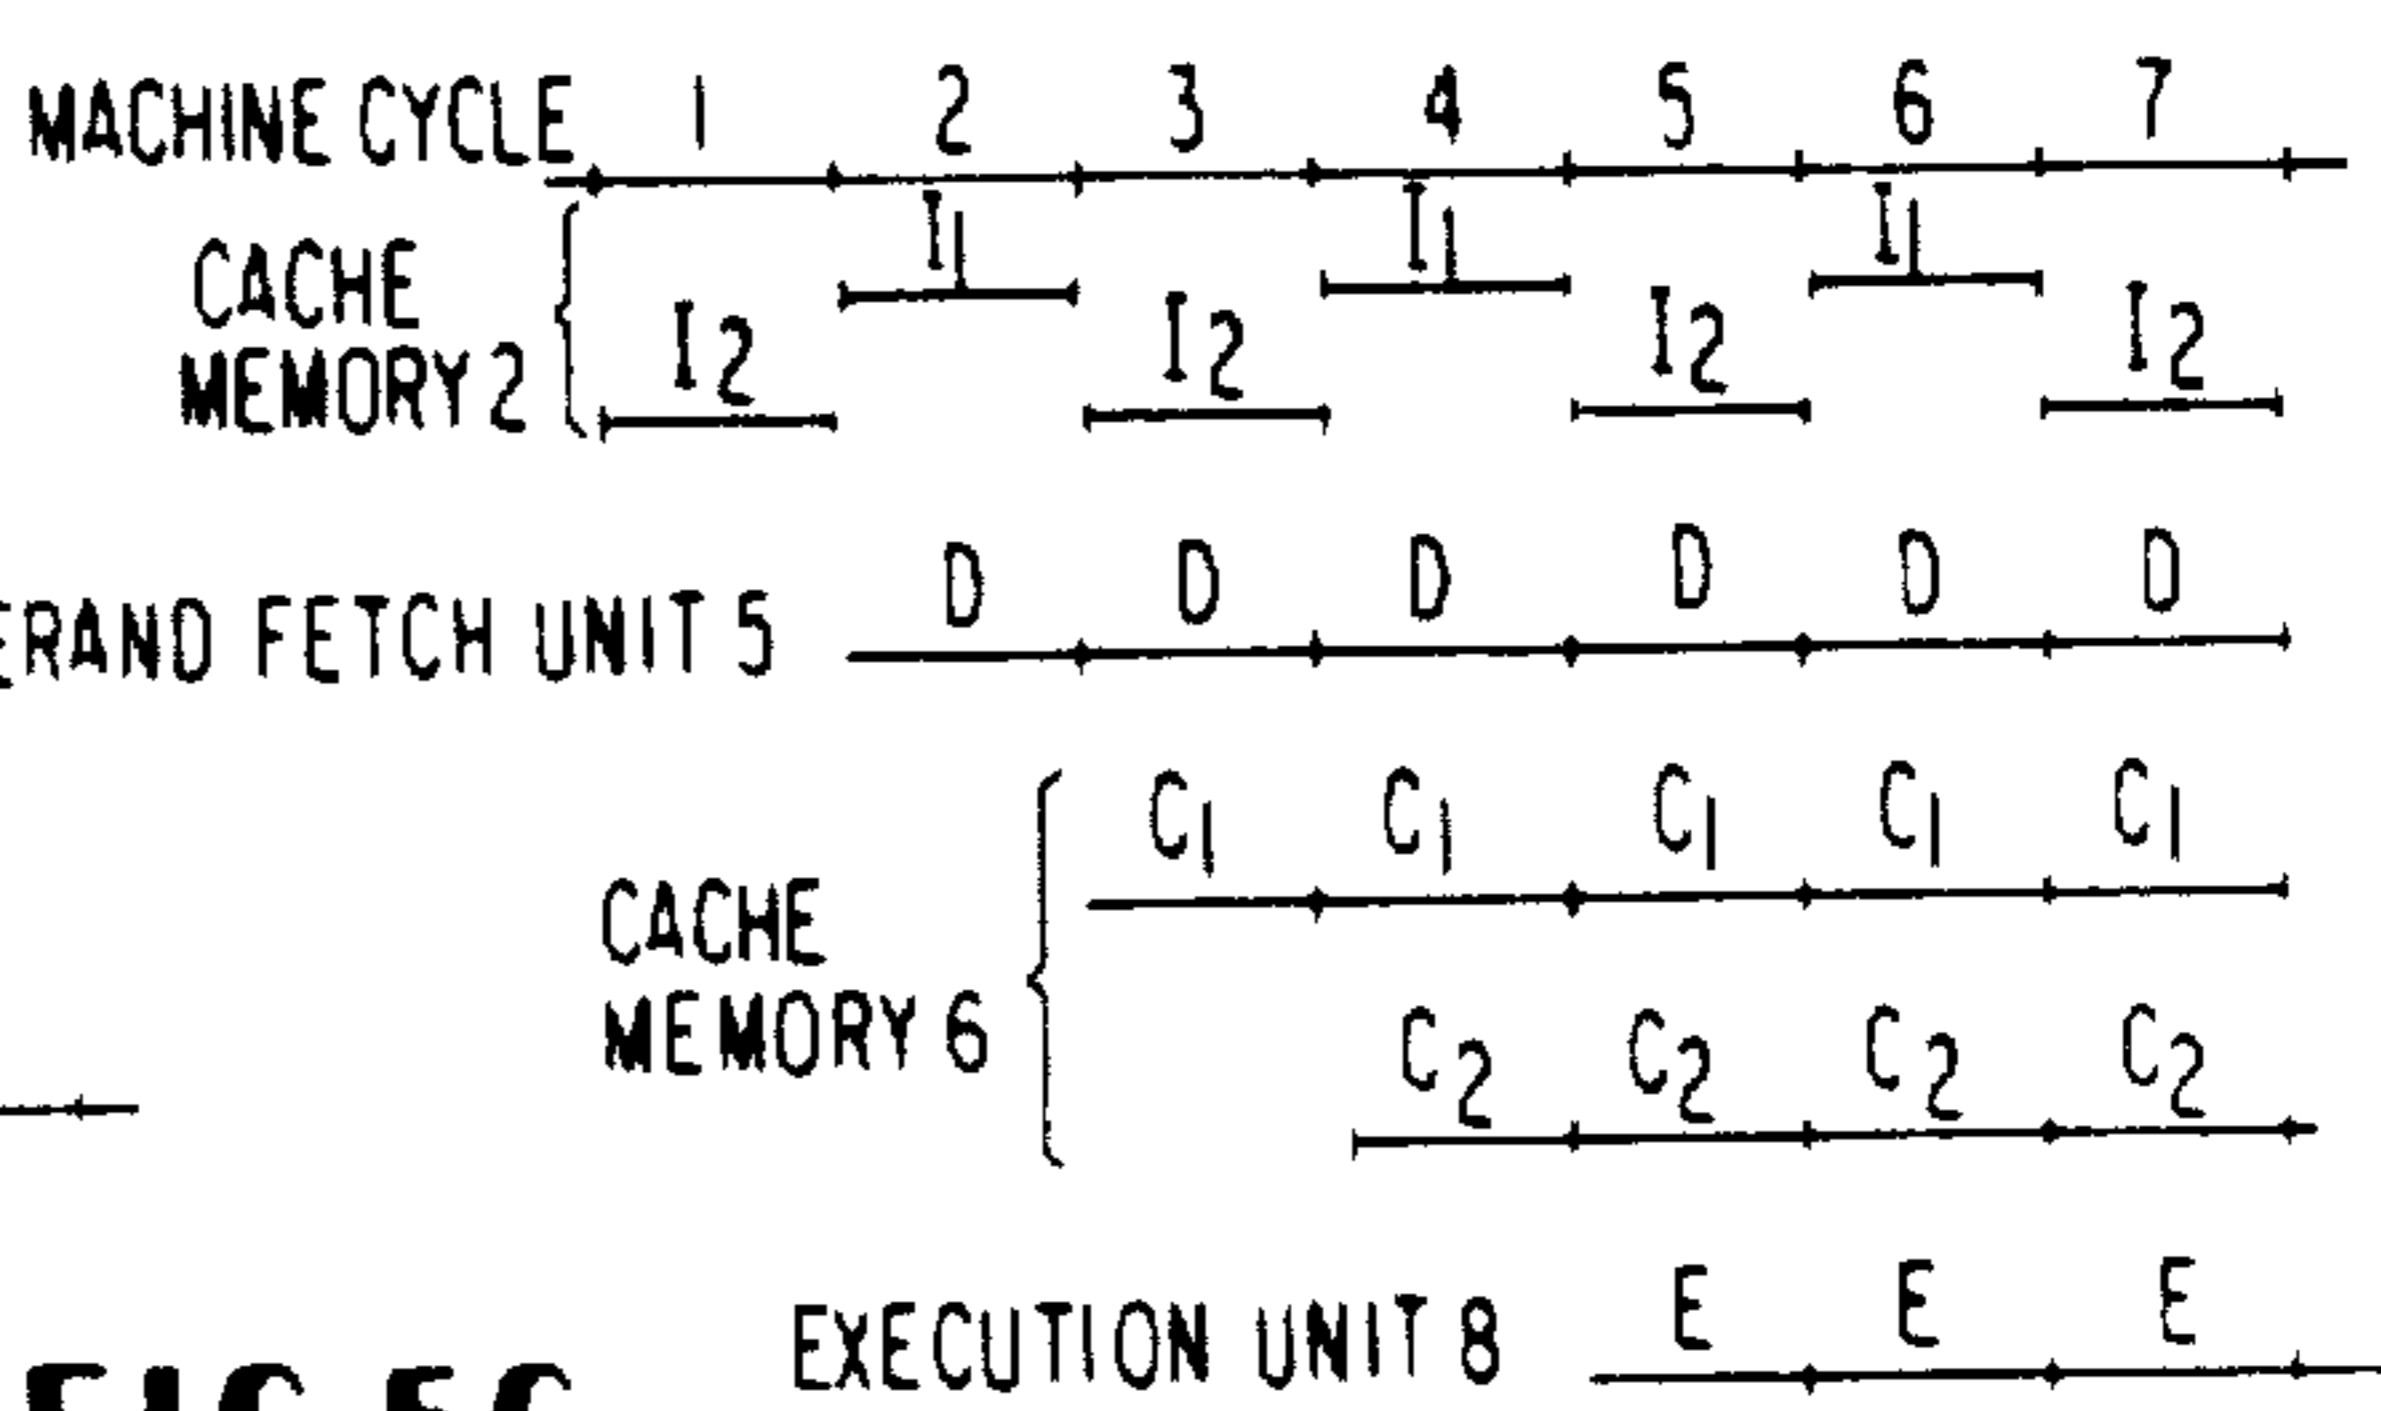 MACHINE CYCLE 1 2 3 4 5 6 7
I1 I1 I1
CACHE
MEMORY 2
I2 I2 I2 I2
D D D D D D
FETCH UNIT 5
C1 C1 C1 C1 C1
CACHE
MEMORY 6
C2 C2 C2 C2
E E E
EXECUTION UNIT 8